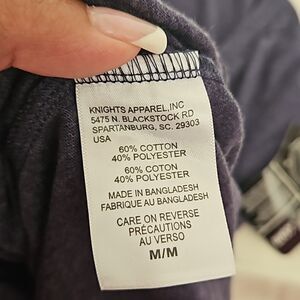 KNIGHTS APPAREL,INC
5475 N. BLACKSTOCK RD
SPARTANBURG, SC. 29303
USA
60% COTTON
40% POLYESTER
60% COTON
40% POLYESTER
MADE IN BANGLADESH
FABRIQUE AU BANGLADESH
CARE ON REVERSE
PRÉCAUTIONS
AU VERSO
M/M